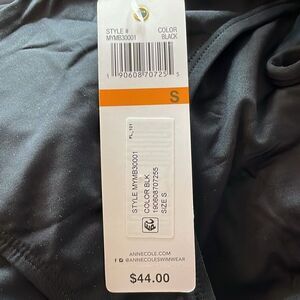 STYLE # COLOR
MYMB30001 BLACK
1 90608 70725 5
S
PL_101
STYLE MYMB30001
COLOR BLK
190608707255
SIZE S
ANNECOLE.COM
@ANNECOLESWIMWEAR
$44.00